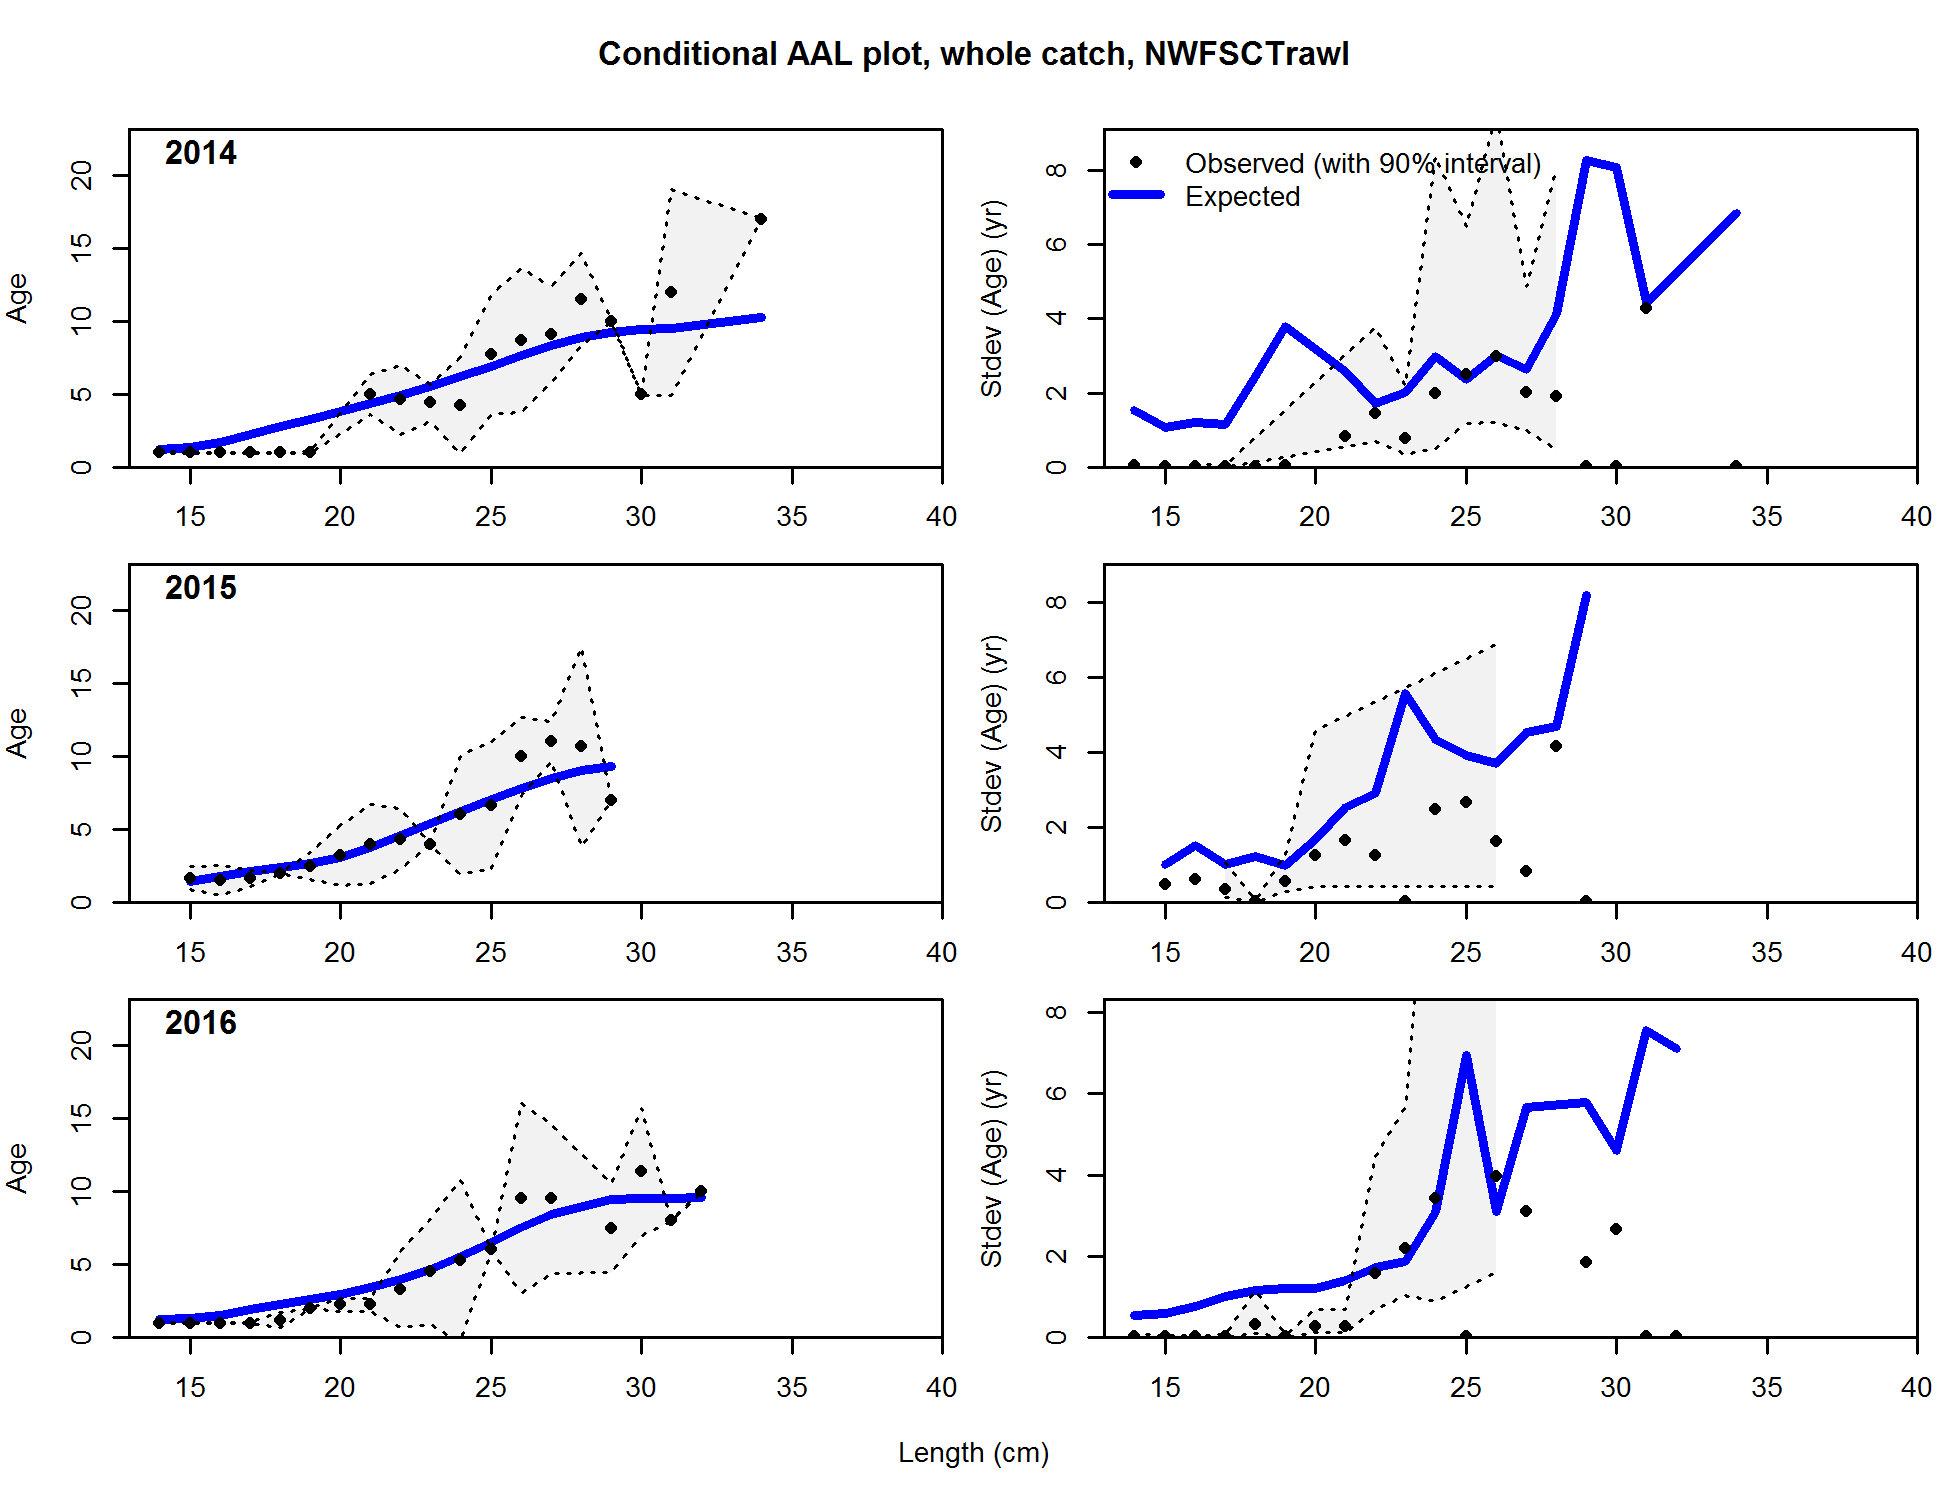 Conditional AAL plot, whole catch, NWFSCTrawl
2014
Age
0 5 10 15 20
15 20 25 30 35 40
Observed (with 90% interval)
Expected
Stdev (Age) (yr)
0 2 4 6 8
15 20 25 30 35 40
2015
Age
0 5 10 15 20
15 20 25 30 35 40
Stdev (Age) (yr)
0 2 4 6 8
15 20 25 30 35 40
2016
Age
0 5 10 15 20
15 20 25 30 35 40
Stdev (Age) (yr)
0 2 4 6 8
15 20 25 30 35 40
Length (cm)